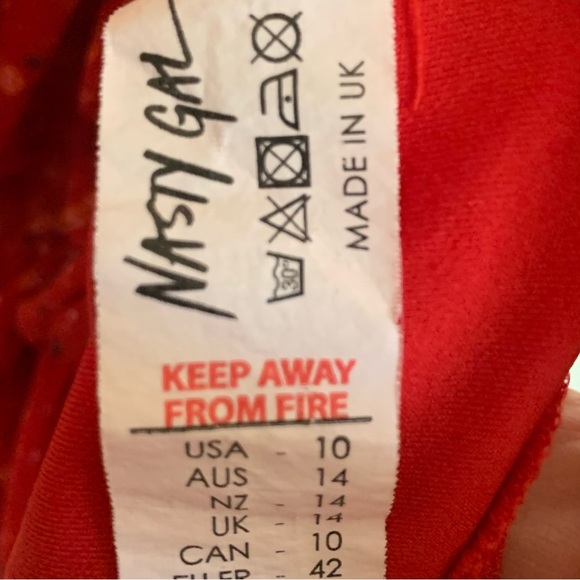 NASTY GAL
30°
MADE IN UK
KEEP AWAY
FROM FIRE
USA - 10
AUS - 14
NZ - 14
UK - 14
CAN - 10
42